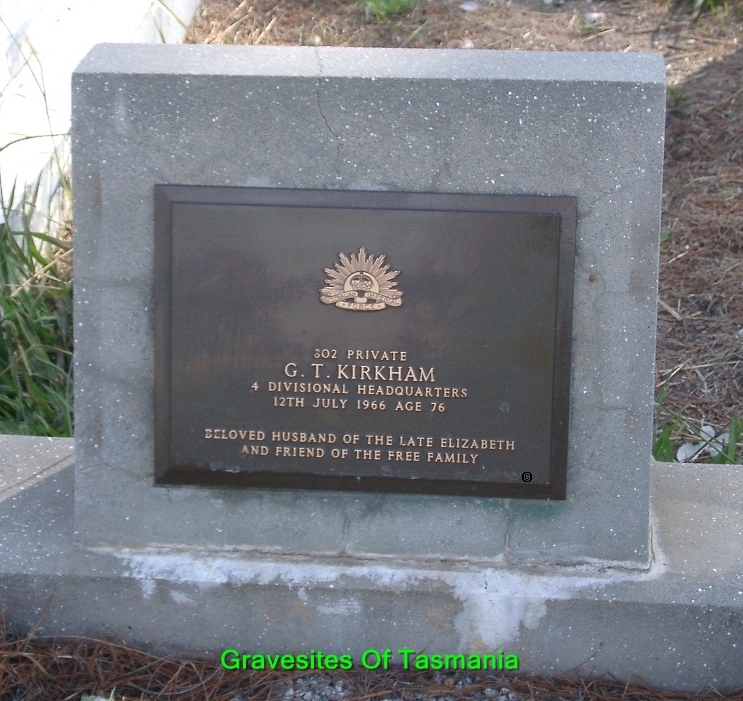 802 PRIVATE
G. T. KIRKHAM
4 DIVISIONAL HEADQUARTERS
12TH JULY 1966 AGE 76
BELOVED HUSBAND OF THE LATE ELIZABETH
AND FRIEND OF THE FREE FAMILY
©
Gravesites Of Tasmania